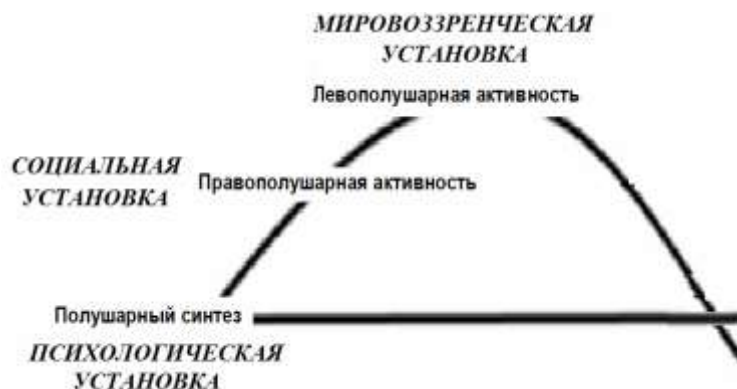 МИРОВОЗЗРЕНЧЕСКАЯ
УСТАНОВКА
Левополушарная активность
СОЦИАЛЬНАЯ
УСТАНОВКА
Правополушарная активность
Полушарный синтез
ПСИХОЛОГИЧЕСКАЯ
УСТАНОВКА